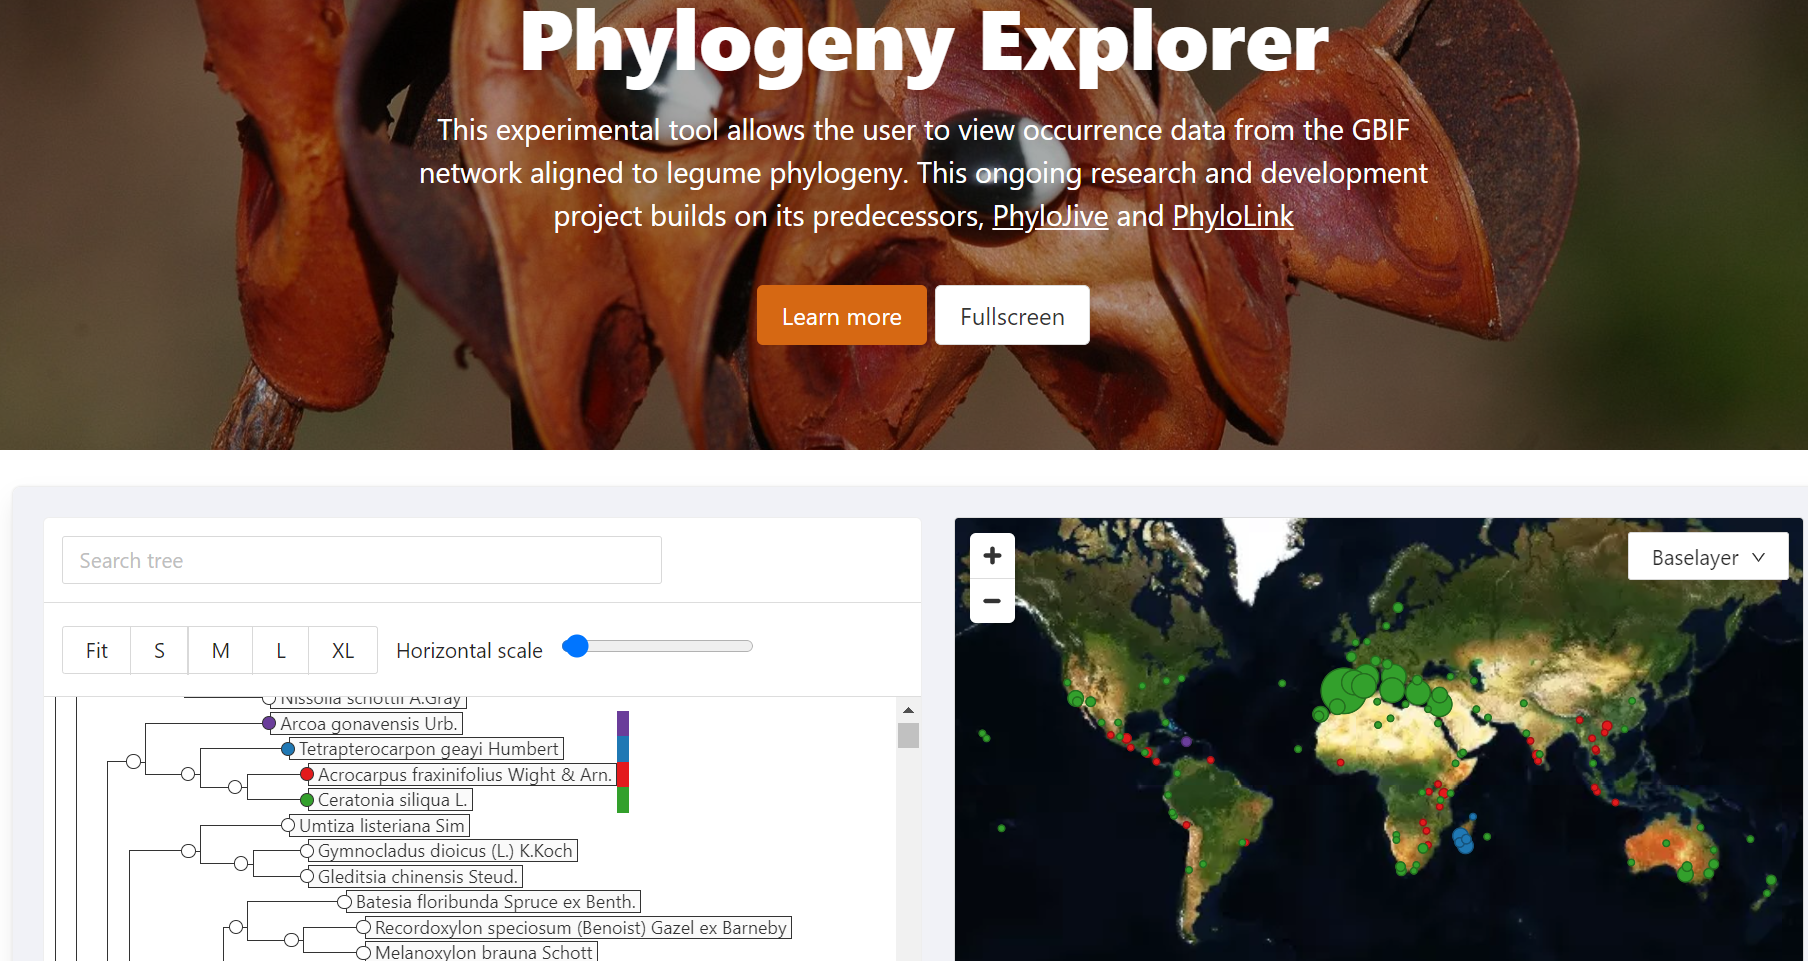 Phylogeny Explorer
This experimental tool allows the user to view occurrence data from the GBIF
network aligned to legume phylogeny. This ongoing research and development
project builds on its predecessors, PhyloJive and PhyloLink
Learn more
Fullscreen
Search tree
Fit
S
M
L
XL
Horizontal scale
Nissolia schottii A.Gray
Arcoa gonavensis Urb.
Tetrapterocarpon geayi Humbert
Acrocarpus fraxinifolius Wight & Arn.
Ceratonia siliqua L.
Umtiza listeriana Sim
Gymnocladus dioicus (L.) K.Koch
Gleditsia chinensis Steud.
Batesia floribunda Spruce ex Benth.
Recordoxylon speciosum (Benoist) Gazel ex Barneby
Melanoxylon brauna Schott
+
−
Baselayer